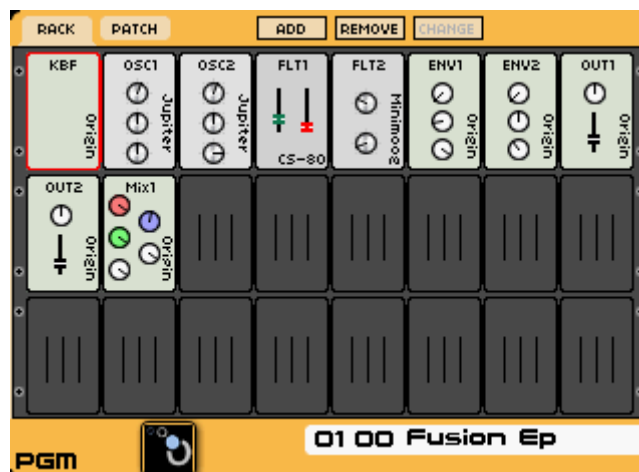 RACK PATCH ADD REMOVE CHANGE
KBF OSC1 OSC2 FLT1 FLT2 ENV1 ENV2 OUT1
Origin Jupiter Jupiter CS-80 Minimoog Origin Origin Origin
OUT2 Mix1
Origin Origin
PGM 01 00 Fusion Ep